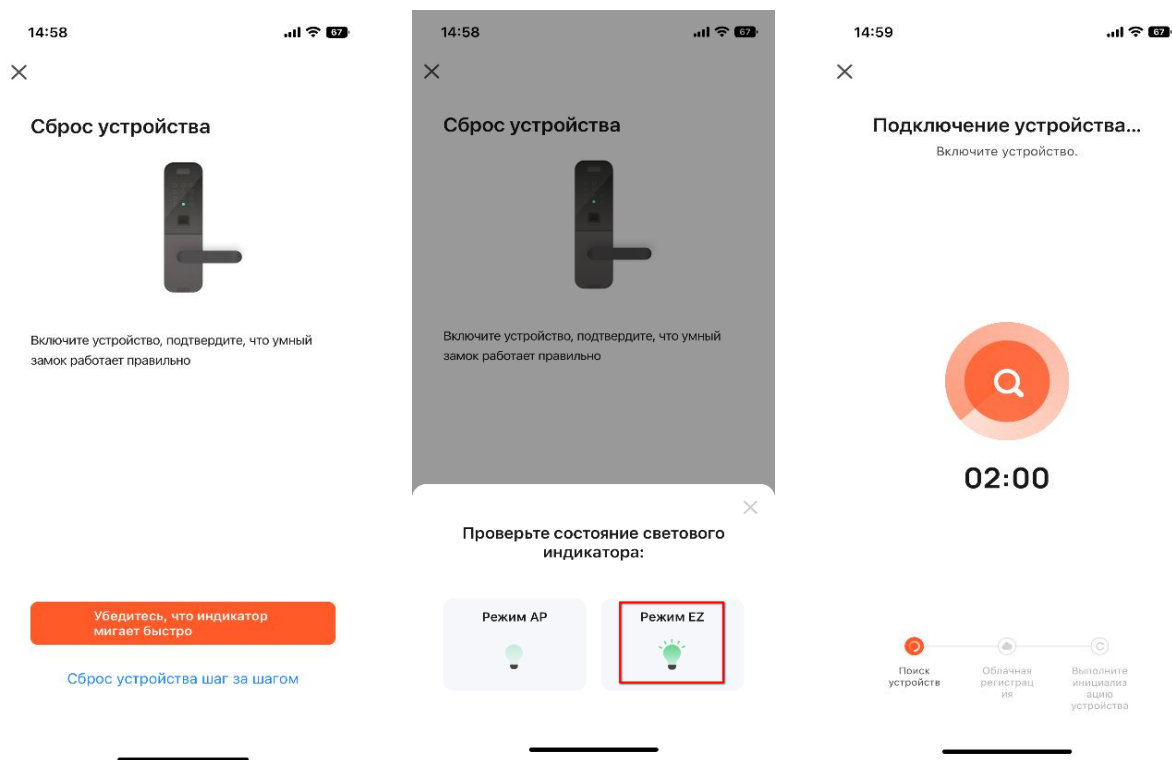 14:58
67
Сброс устройства
Включите устройство, подтвердите, что умный
замок работает правильно
Убедитесь, что индикатор
мигает быстро
Сброс устройства шаг за шагом
14:58
67
Сброс устройства
Включите устройство, подтвердите, что умный
замок работает правильно
Проверьте состояние светового
индикатора:
Режим AP
Режим EZ
14:59
67
Подключение устройства...
Включите устройство.
02:00
Поиск
устройств
Облачная
регистрац
ия
Выполните
инициализ
ацию
устройства